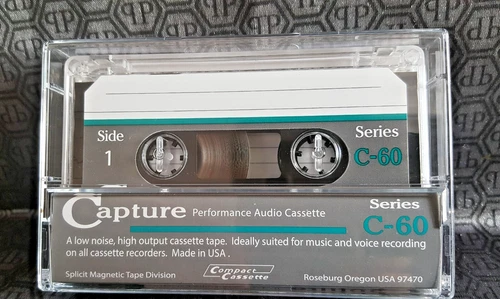 Side
1
Series
C-60
Capture Performance Audio Cassette
Series
C-60
A low noise, high output cassette tape. Ideally suited for music and voice recording
on all cassette recorders. Made in USA .
Splicit Magnetic Tape Division
Compact
Cassette
Roseburg Oregon USA 97470